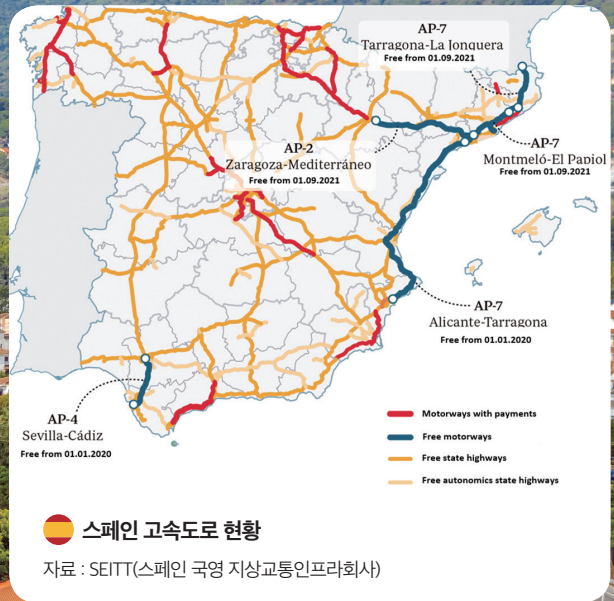 AP-7
Tarragona-La Jonquera
Free from 01.09.2021
AP-2
Zaragoza-Mediterráneo
Free from 01.09.2021
AP-7
Montmeló-El Papiol
Free from 01.09.2021
AP-7
Alicante-Tarragona
Free from 01.01.2020
AP-4
Sevilla-Cádiz
Free from 01.01.2020
Motorways with payments
Free motorways
Free state highways
Free autonomics state highways
스페인 고속도로 현황
자료 : SEITT(스페인 국영 지상교통인프라회사)